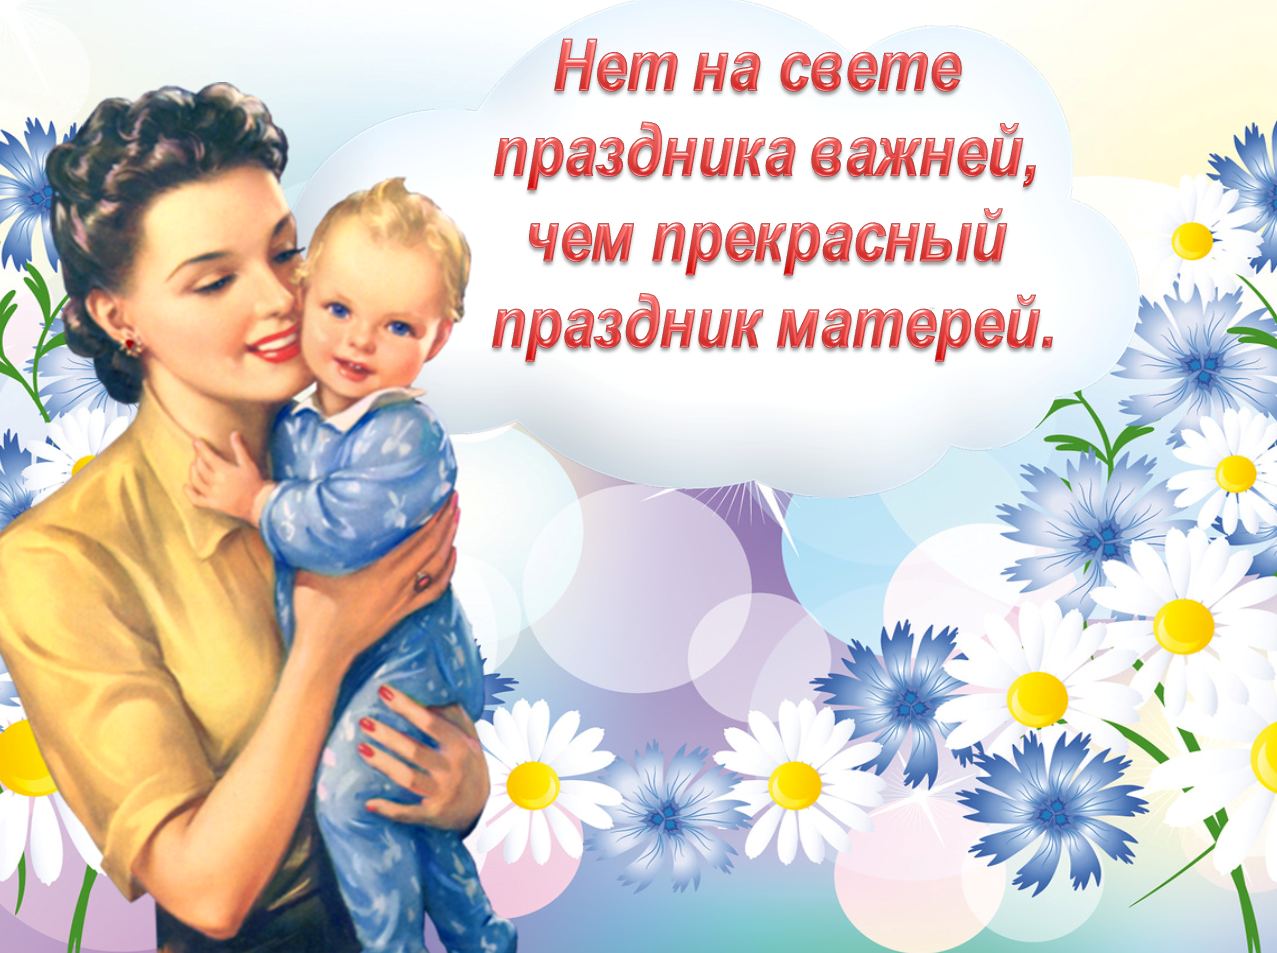 Нет на свете
праздника важней,
чем прекрасный
праздник матерей.